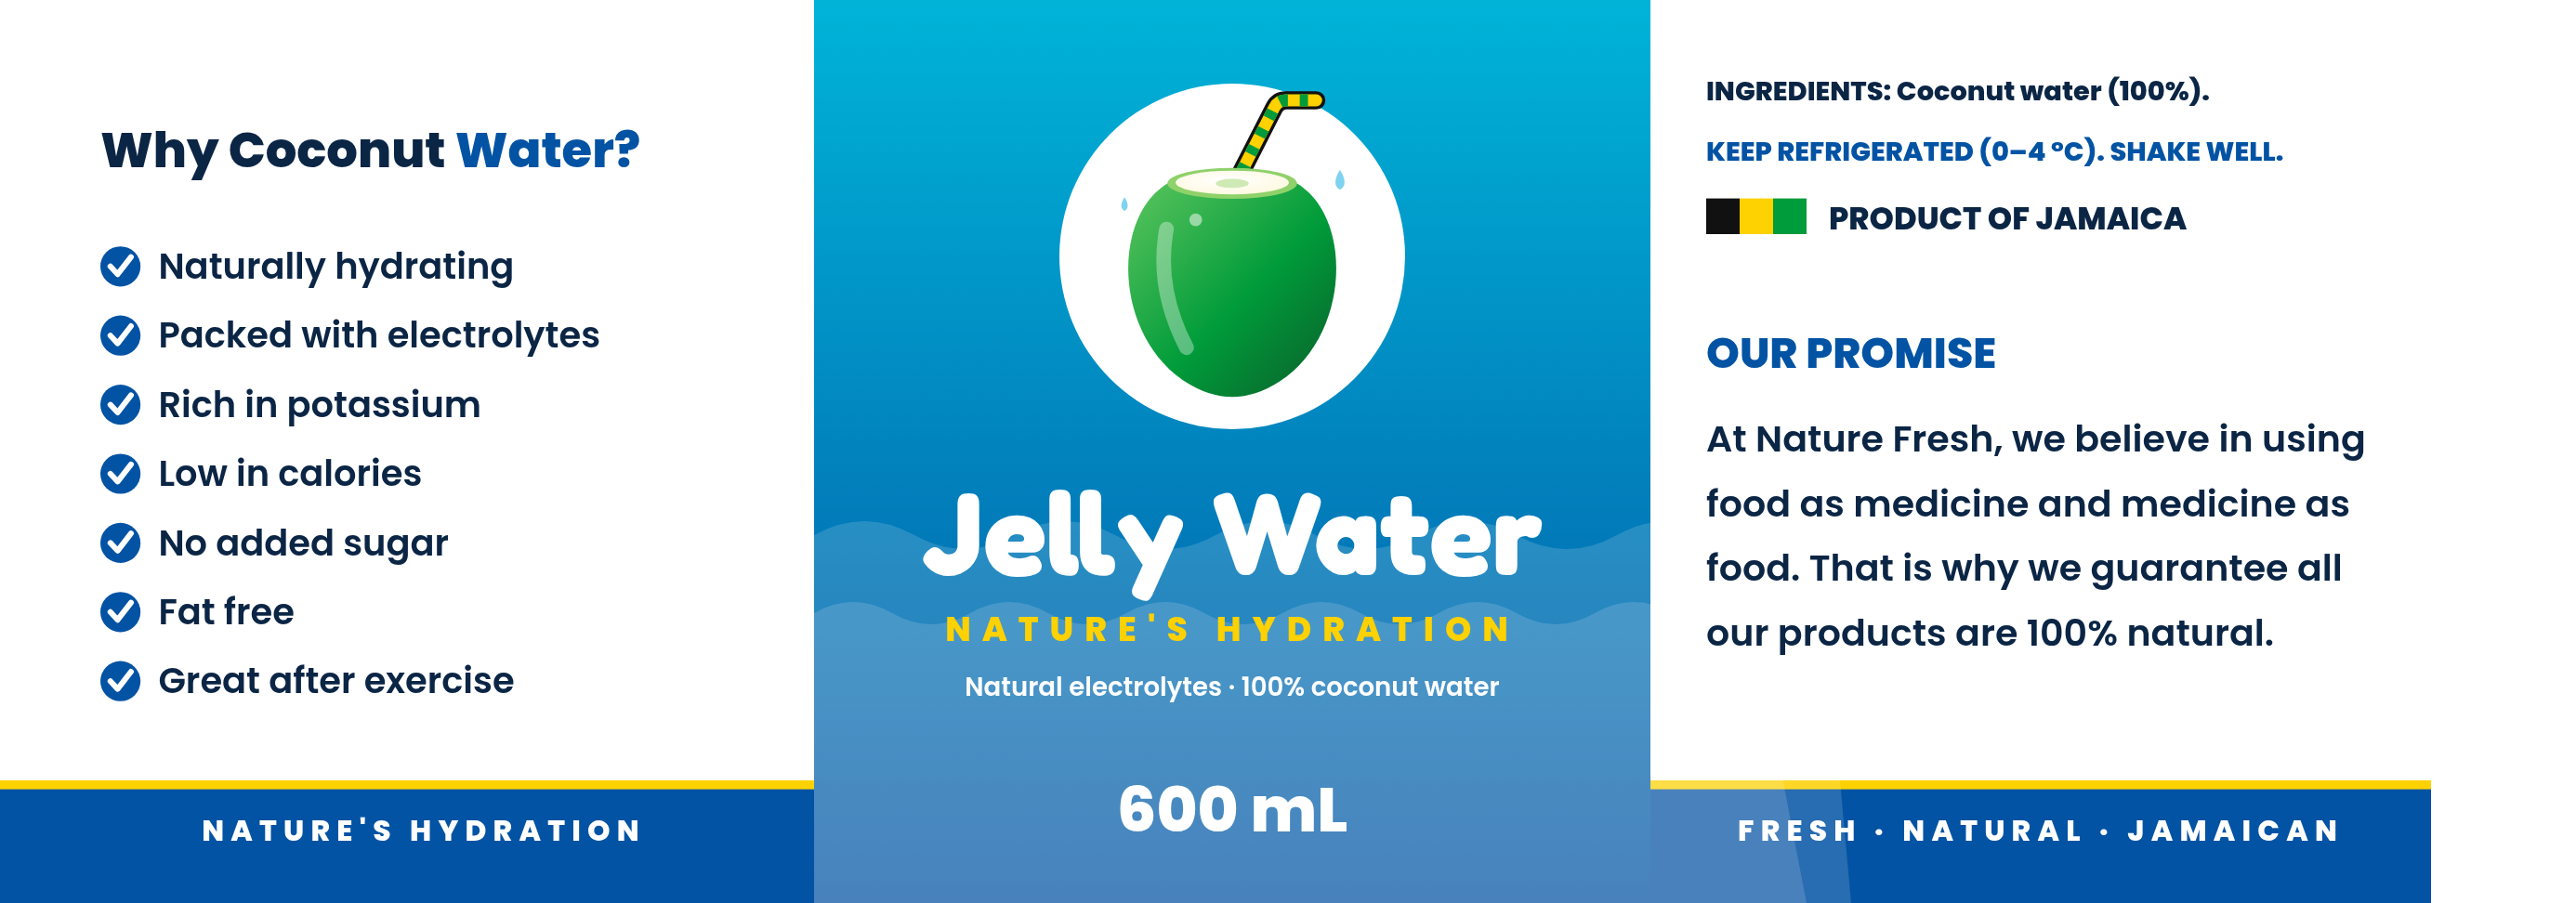 Why Coconut Water?
Naturally hydrating
Packed with electrolytes
Rich in potassium
Low in calories
No added sugar
Fat free
Great after exercise
NATURE'S HYDRATION
Jelly Water
NATURE'S HYDRATION
Natural electrolytes · 100% coconut water
600 mL
INGREDIENTS: Coconut water (100%).
KEEP REFRIGERATED (0–4 °C). SHAKE WELL.
PRODUCT OF JAMAICA
OUR PROMISE
At Nature Fresh, we believe in using
food as medicine and medicine as
food. That is why we guarantee all
our products are 100% natural.
FRESH · NATURAL · JAMAICAN